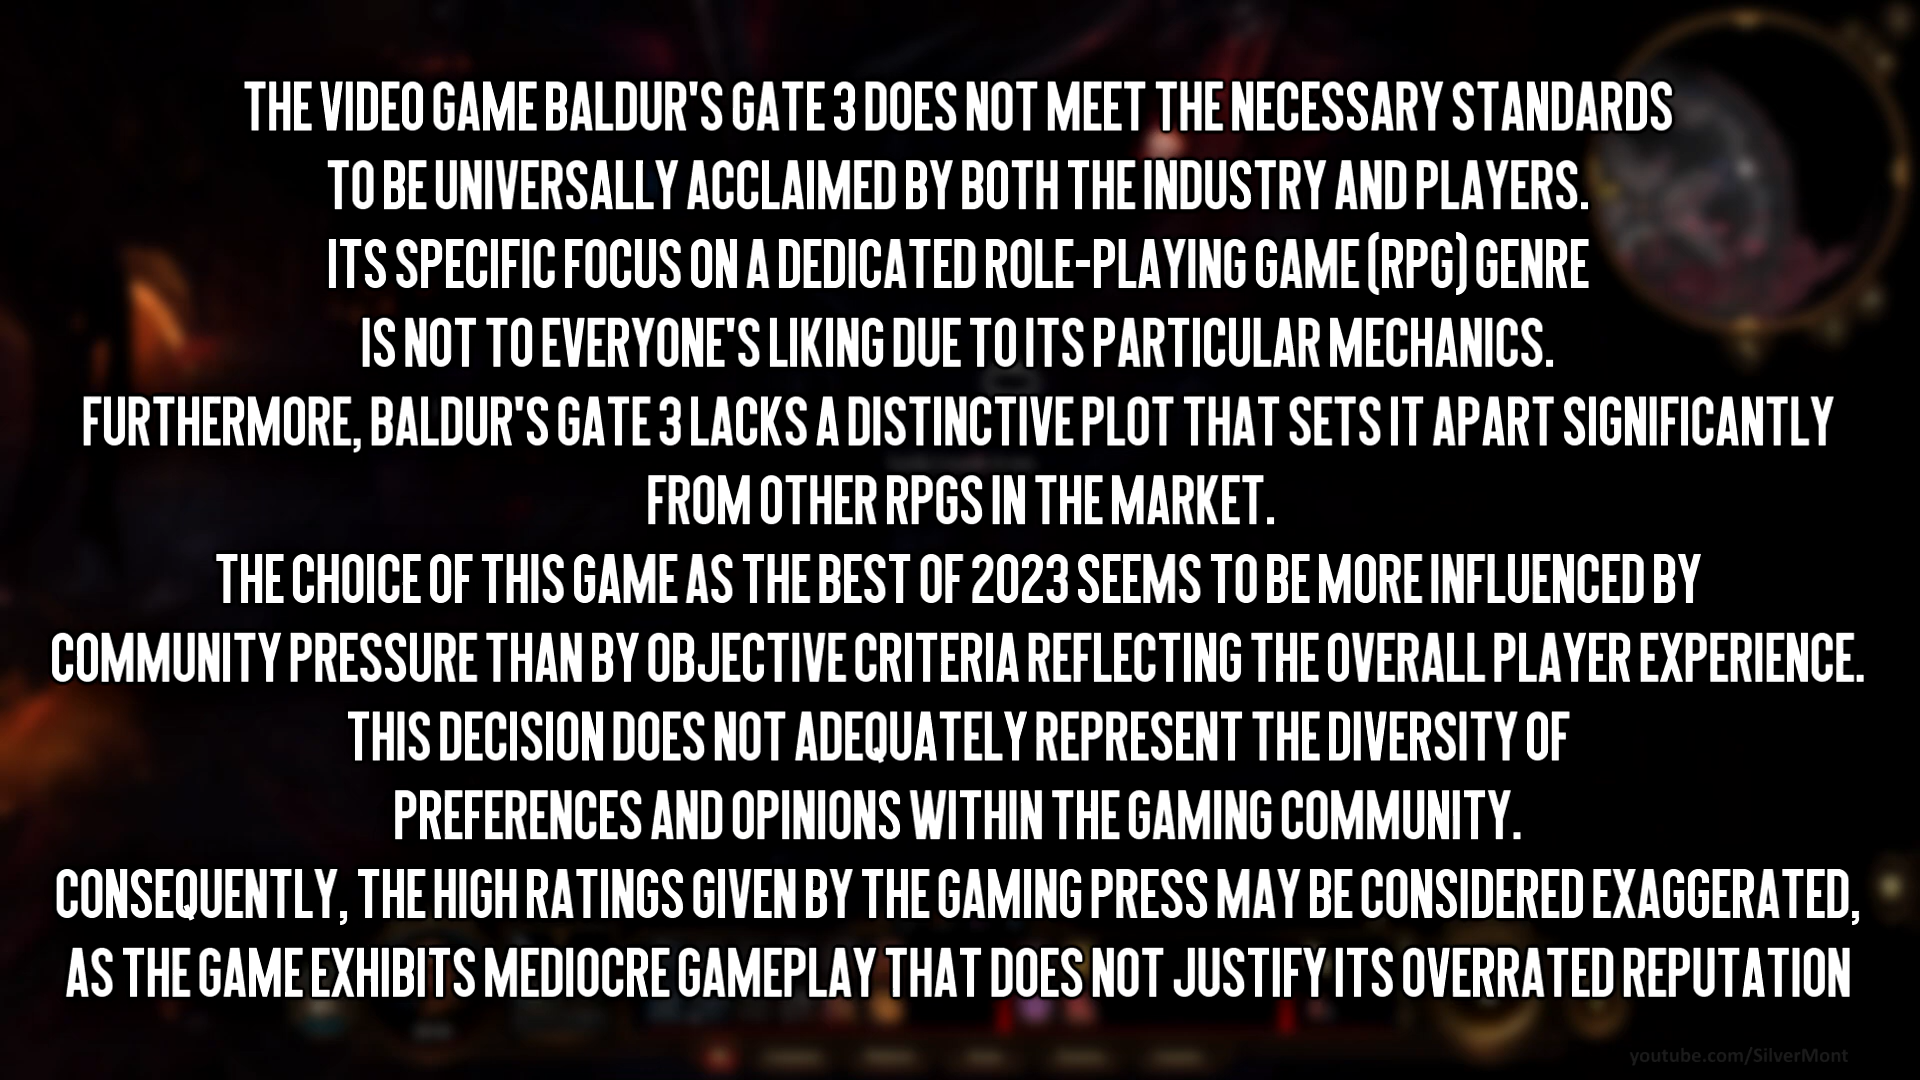 THE VIDEO GAME BALDUR'S GATE 3 DOES NOT MEET THE NECESSARY STANDARDS
TO BE UNIVERSALLY ACCLAIMED BY BOTH THE INDUSTRY AND PLAYERS.
ITS SPECIFIC FOCUS ON A DEDICATED ROLE-PLAYING GAME (RPG) GENRE
IS NOT TO EVERYONE'S LIKING DUE TO ITS PARTICULAR MECHANICS.
FURTHERMORE, BALDUR'S GATE 3 LACKS A DISTINCTIVE PLOT THAT SETS IT APART SIGNIFICANTLY
FROM OTHER RPGS IN THE MARKET.
THE CHOICE OF THIS GAME AS THE BEST OF 2023 SEEMS TO BE MORE INFLUENCED BY
COMMUNITY PRESSURE THAN BY OBJECTIVE CRITERIA REFLECTING THE OVERALL PLAYER EXPERIENCE.
THIS DECISION DOES NOT ADEQUATELY REPRESENT THE DIVERSITY OF
PREFERENCES AND OPINIONS WITHIN THE GAMING COMMUNITY.
CONSEQUENTLY, THE HIGH RATINGS GIVEN BY THE GAMING PRESS MAY BE CONSIDERED EXAGGERATED,
AS THE GAME EXHIBITS MEDIOCRE GAMEPLAY THAT DOES NOT JUSTIFY ITS OVERRATED REPUTATION
youtube.com/SilverMont